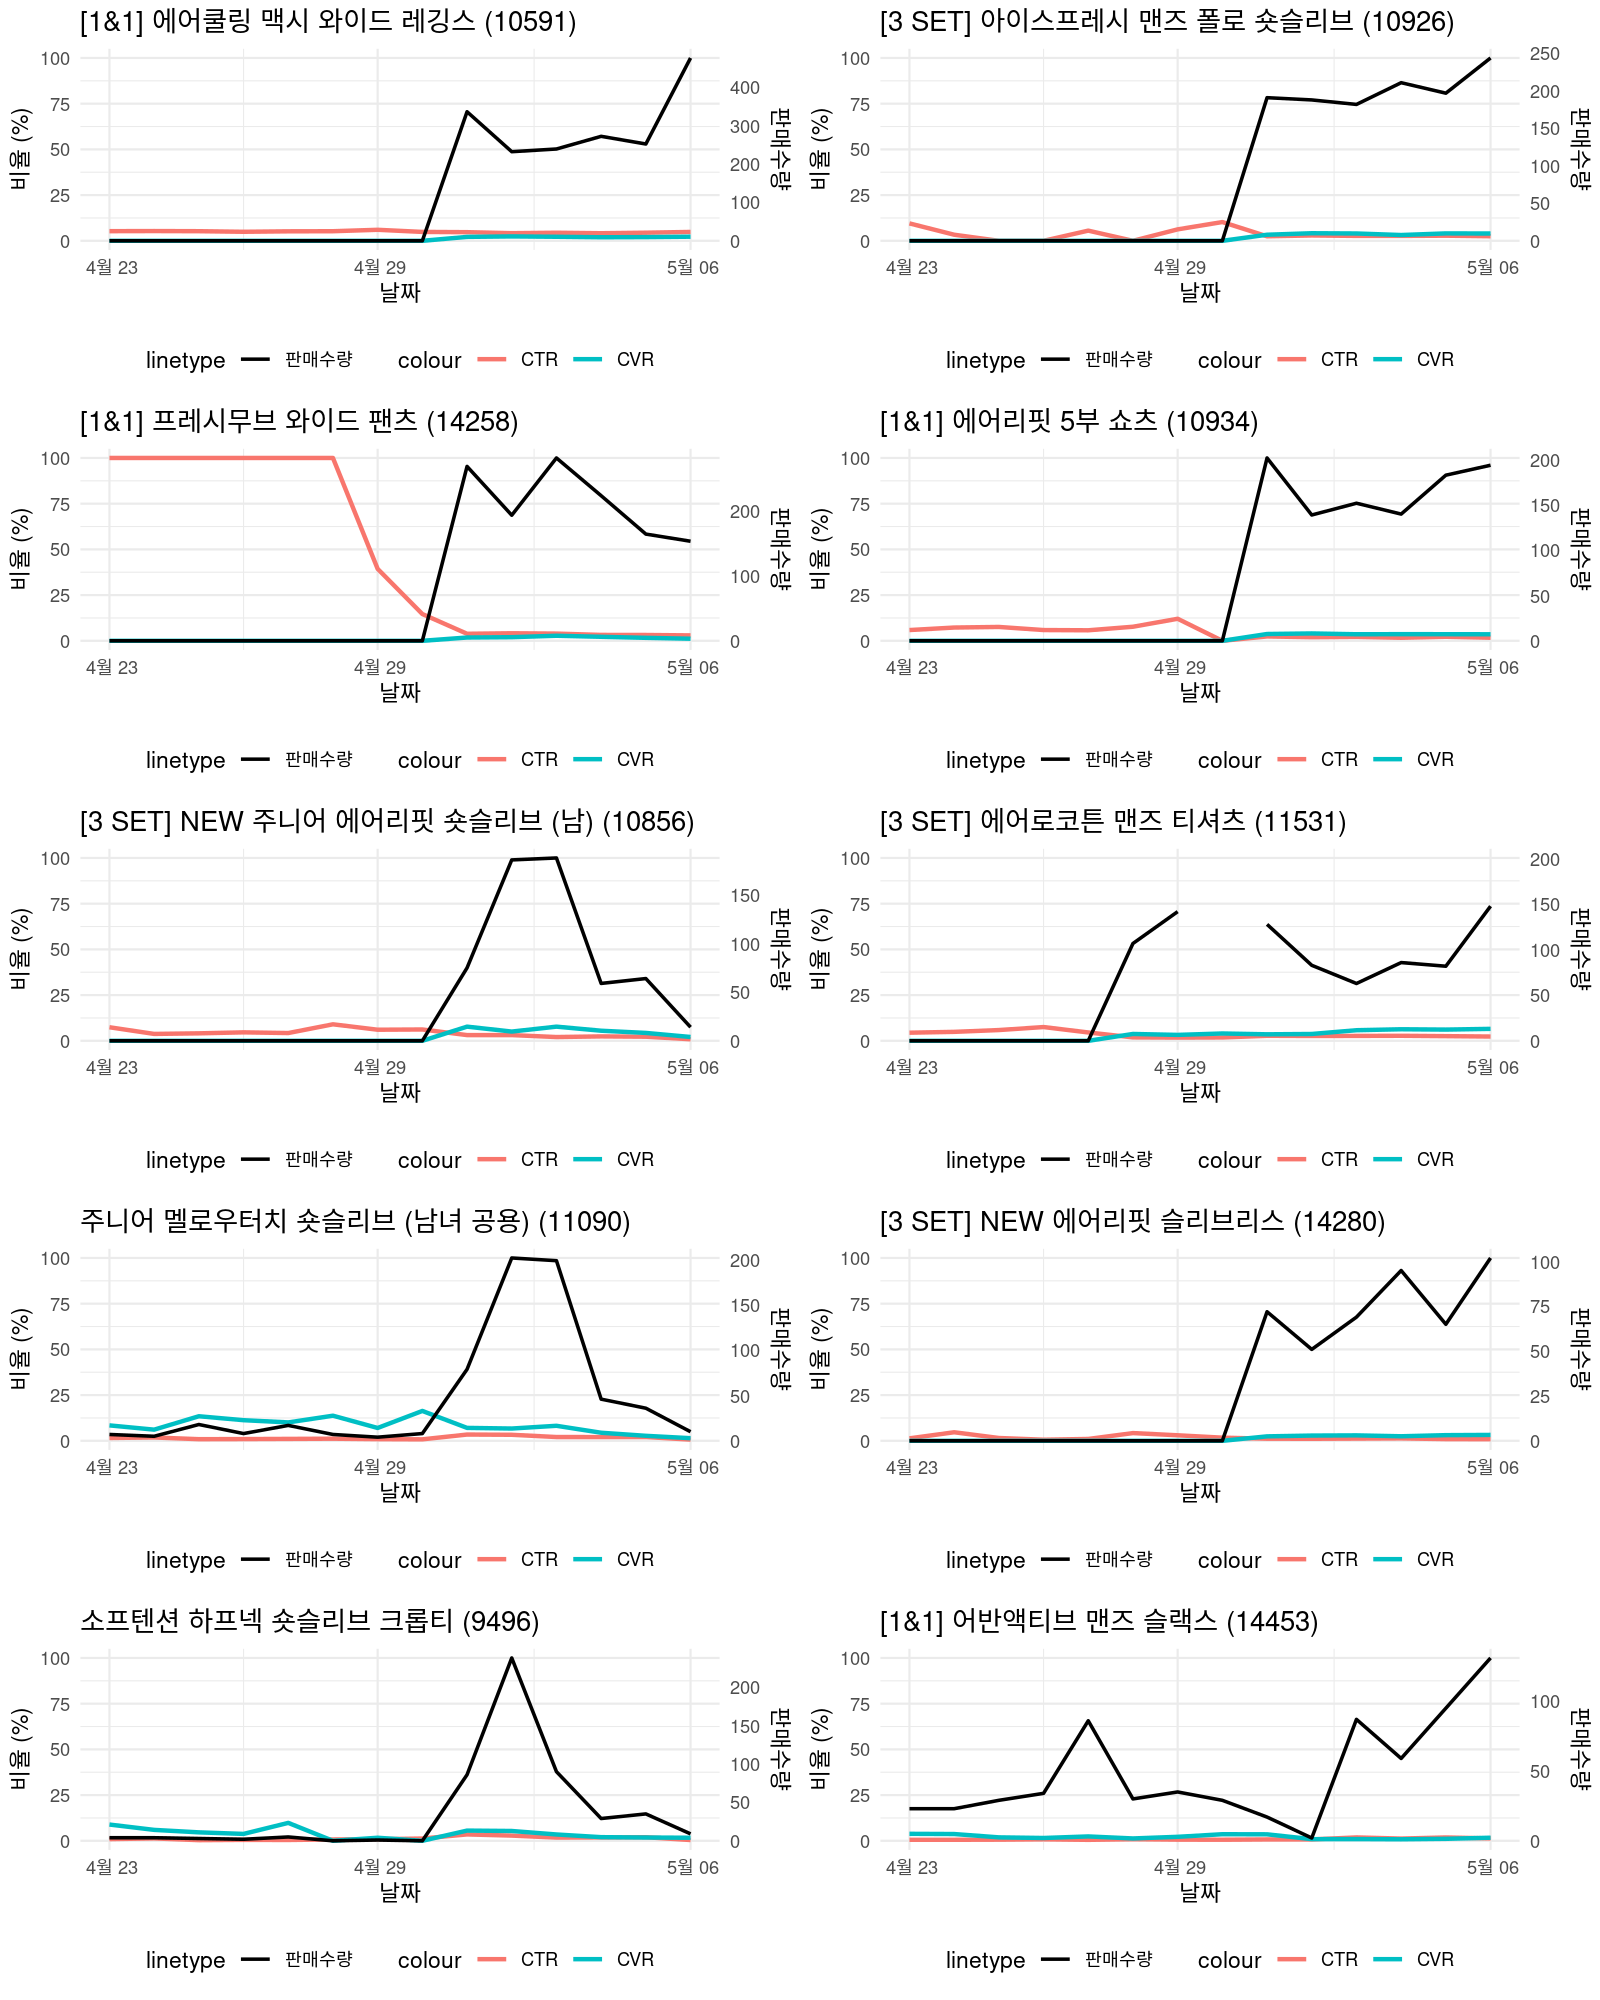 [1&1] 에어쿨링 맥시 와이드 레깅스 (10591)
비율 (%)
100
75
50
25
0
400
300
200
100
0
판매수량
4월 23
4월 29
5월 06
날짜
linetype 판매수량 colour CTR CVR
[3 SET] 아이스프레시 맨즈 폴로 숏슬리브 (10926)
비율 (%)
100
75
50
25
0
250
200
150
100
50
0
판매수량
4월 23
4월 29
5월 06
날짜
linetype 판매수량 colour CTR CVR
[1&1] 프레시무브 와이드 팬츠 (14258)
비율 (%)
100
75
50
25
0
200
100
0
판매수량
4월 23
4월 29
5월 06
날짜
linetype 판매수량 colour CTR CVR
[1&1] 에어리핏 5부 쇼츠 (10934)
비율 (%)
100
75
50
25
0
200
150
100
50
0
판매수량
4월 23
4월 29
5월 06
날짜
linetype 판매수량 colour CTR CVR
[3 SET] NEW 주니어 에어리핏 숏슬리브 (남) (10856)
비율 (%)
100
75
50
25
0
150
100
50
0
판매수량
4월 23
4월 29
5월 06
날짜
linetype 판매수량 colour CTR CVR
[3 SET] 에어로코튼 맨즈 티셔츠 (11531)
비율 (%)
100
75
50
25
0
200
150
100
50
0
판매수량
4월 23
4월 29
5월 06
날짜
linetype 판매수량 colour CTR CVR
주니어 멜로우터치 숏슬리브 (남녀 공용) (11090)
비율 (%)
100
75
50
25
0
200
150
100
50
0
판매수량
4월 23
4월 29
5월 06
날짜
linetype 판매수량 colour CTR CVR
[3 SET] NEW 에어리핏 슬리브리스 (14280)
비율 (%)
100
75
50
25
0
100
75
50
25
0
판매수량
4월 23
4월 29
5월 06
날짜
linetype 판매수량 colour CTR CVR
소프텐션 하프넥 숏슬리브 크롭티 (9496)
비율 (%)
100
75
50
25
0
200
150
100
50
0
판매수량
4월 23
4월 29
5월 06
날짜
linetype 판매수량 colour CTR CVR
[1&1] 어반액티브 맨즈 슬랙스 (14453)
비율 (%)
100
75
50
25
0
100
50
0
판매수량
4월 23
4월 29
5월 06
날짜
linetype 판매수량 colour CTR CVR